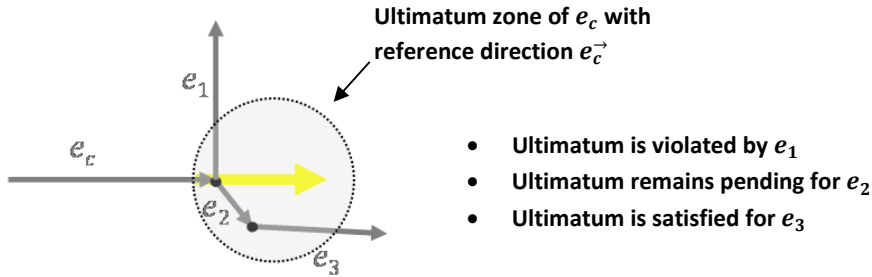 Ultimatum zone of e_c with
reference direction e_c^→
e_1
e_c
e_2
e_3
• Ultimatum is violated by e_1
• Ultimatum remains pending for e_2
• Ultimatum is satisfied for e_3